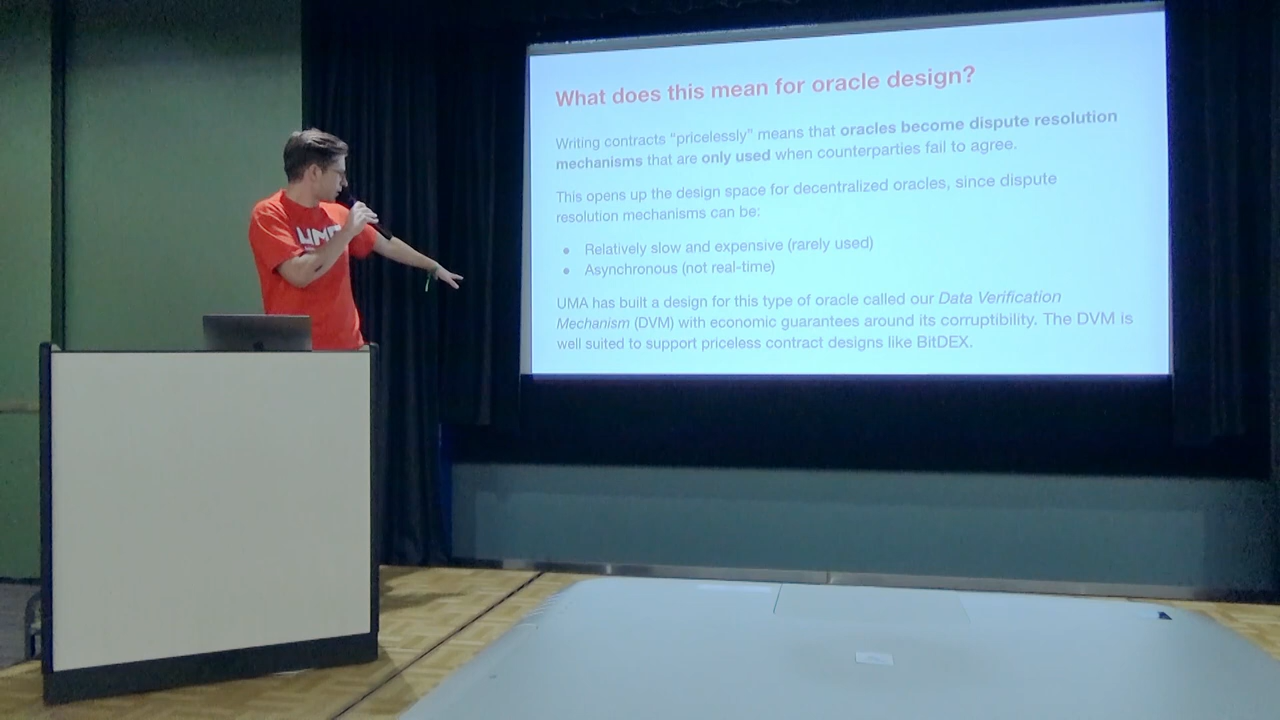 What does this mean for oracle design?
Writing contracts “pricelessly” means that oracles become dispute resolution
mechanisms that are only used when counterparties fail to agree.
This opens up the design space for decentralized oracles, since dispute
resolution mechanisms can be:
● Relatively slow and expensive (rarely used)
● Asynchronous (not real-time)
UMA has built a design for this type of oracle called our Data Verification
Mechanism (DVM) with economic guarantees around its corruptibility. The DVM is
well suited to support priceless contract designs like BitDEX.
UMA